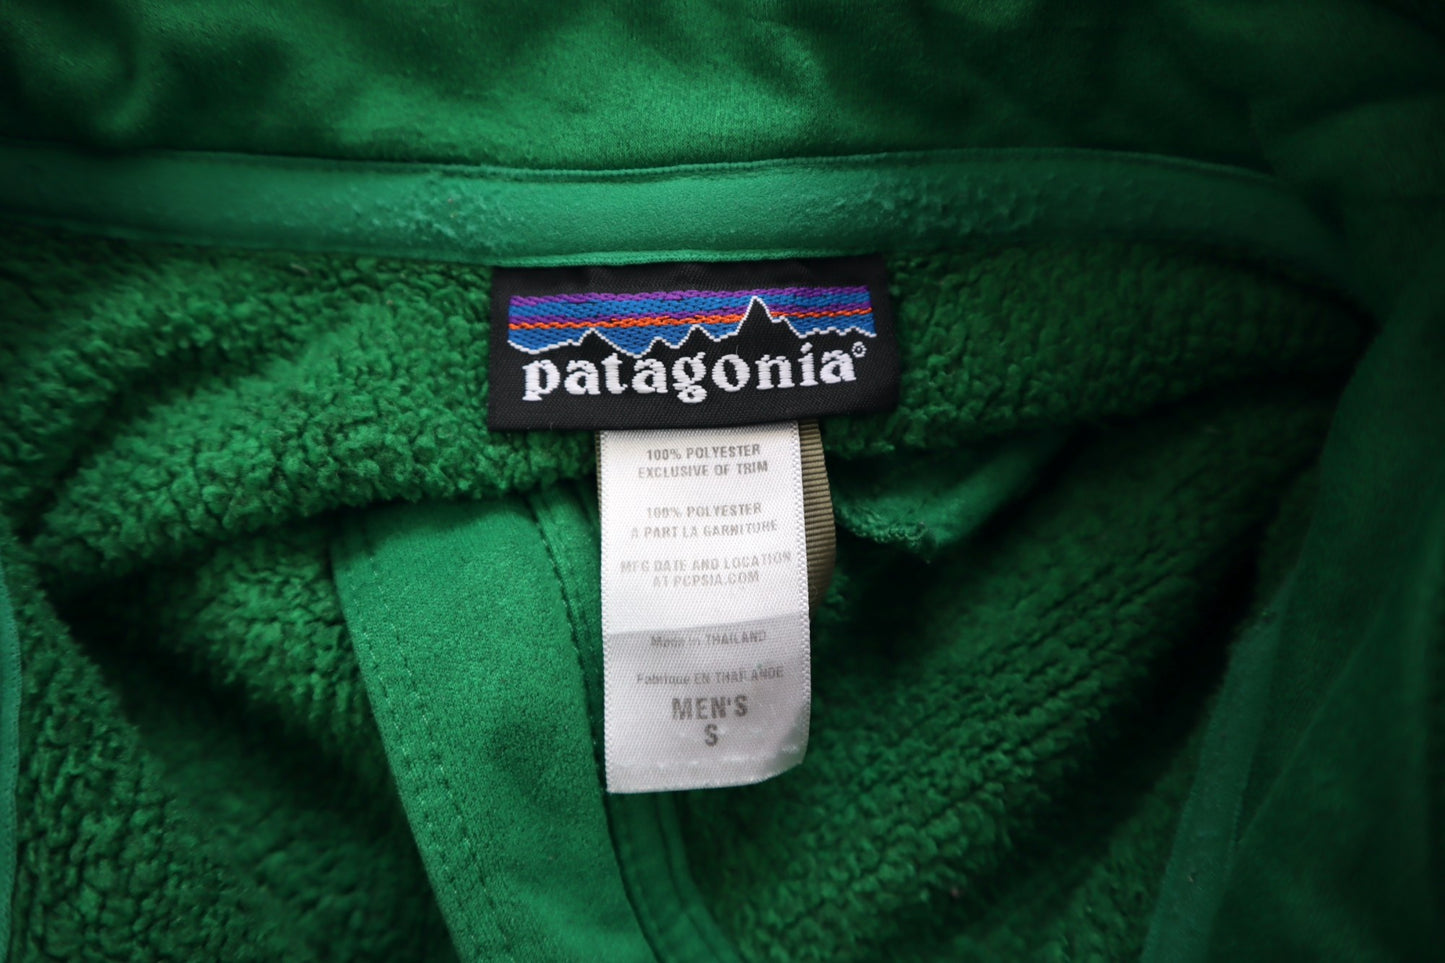 patagonia®
100% POLYESTER
EXCLUSIVE OF TRIM
100% POLYESTER
À PART LA GARNITURE
MFG DATE AND LOCATION
AT PCPSIA.COM
Made in THAILAND
Fabrique EN THAILANDE
MEN'S
S